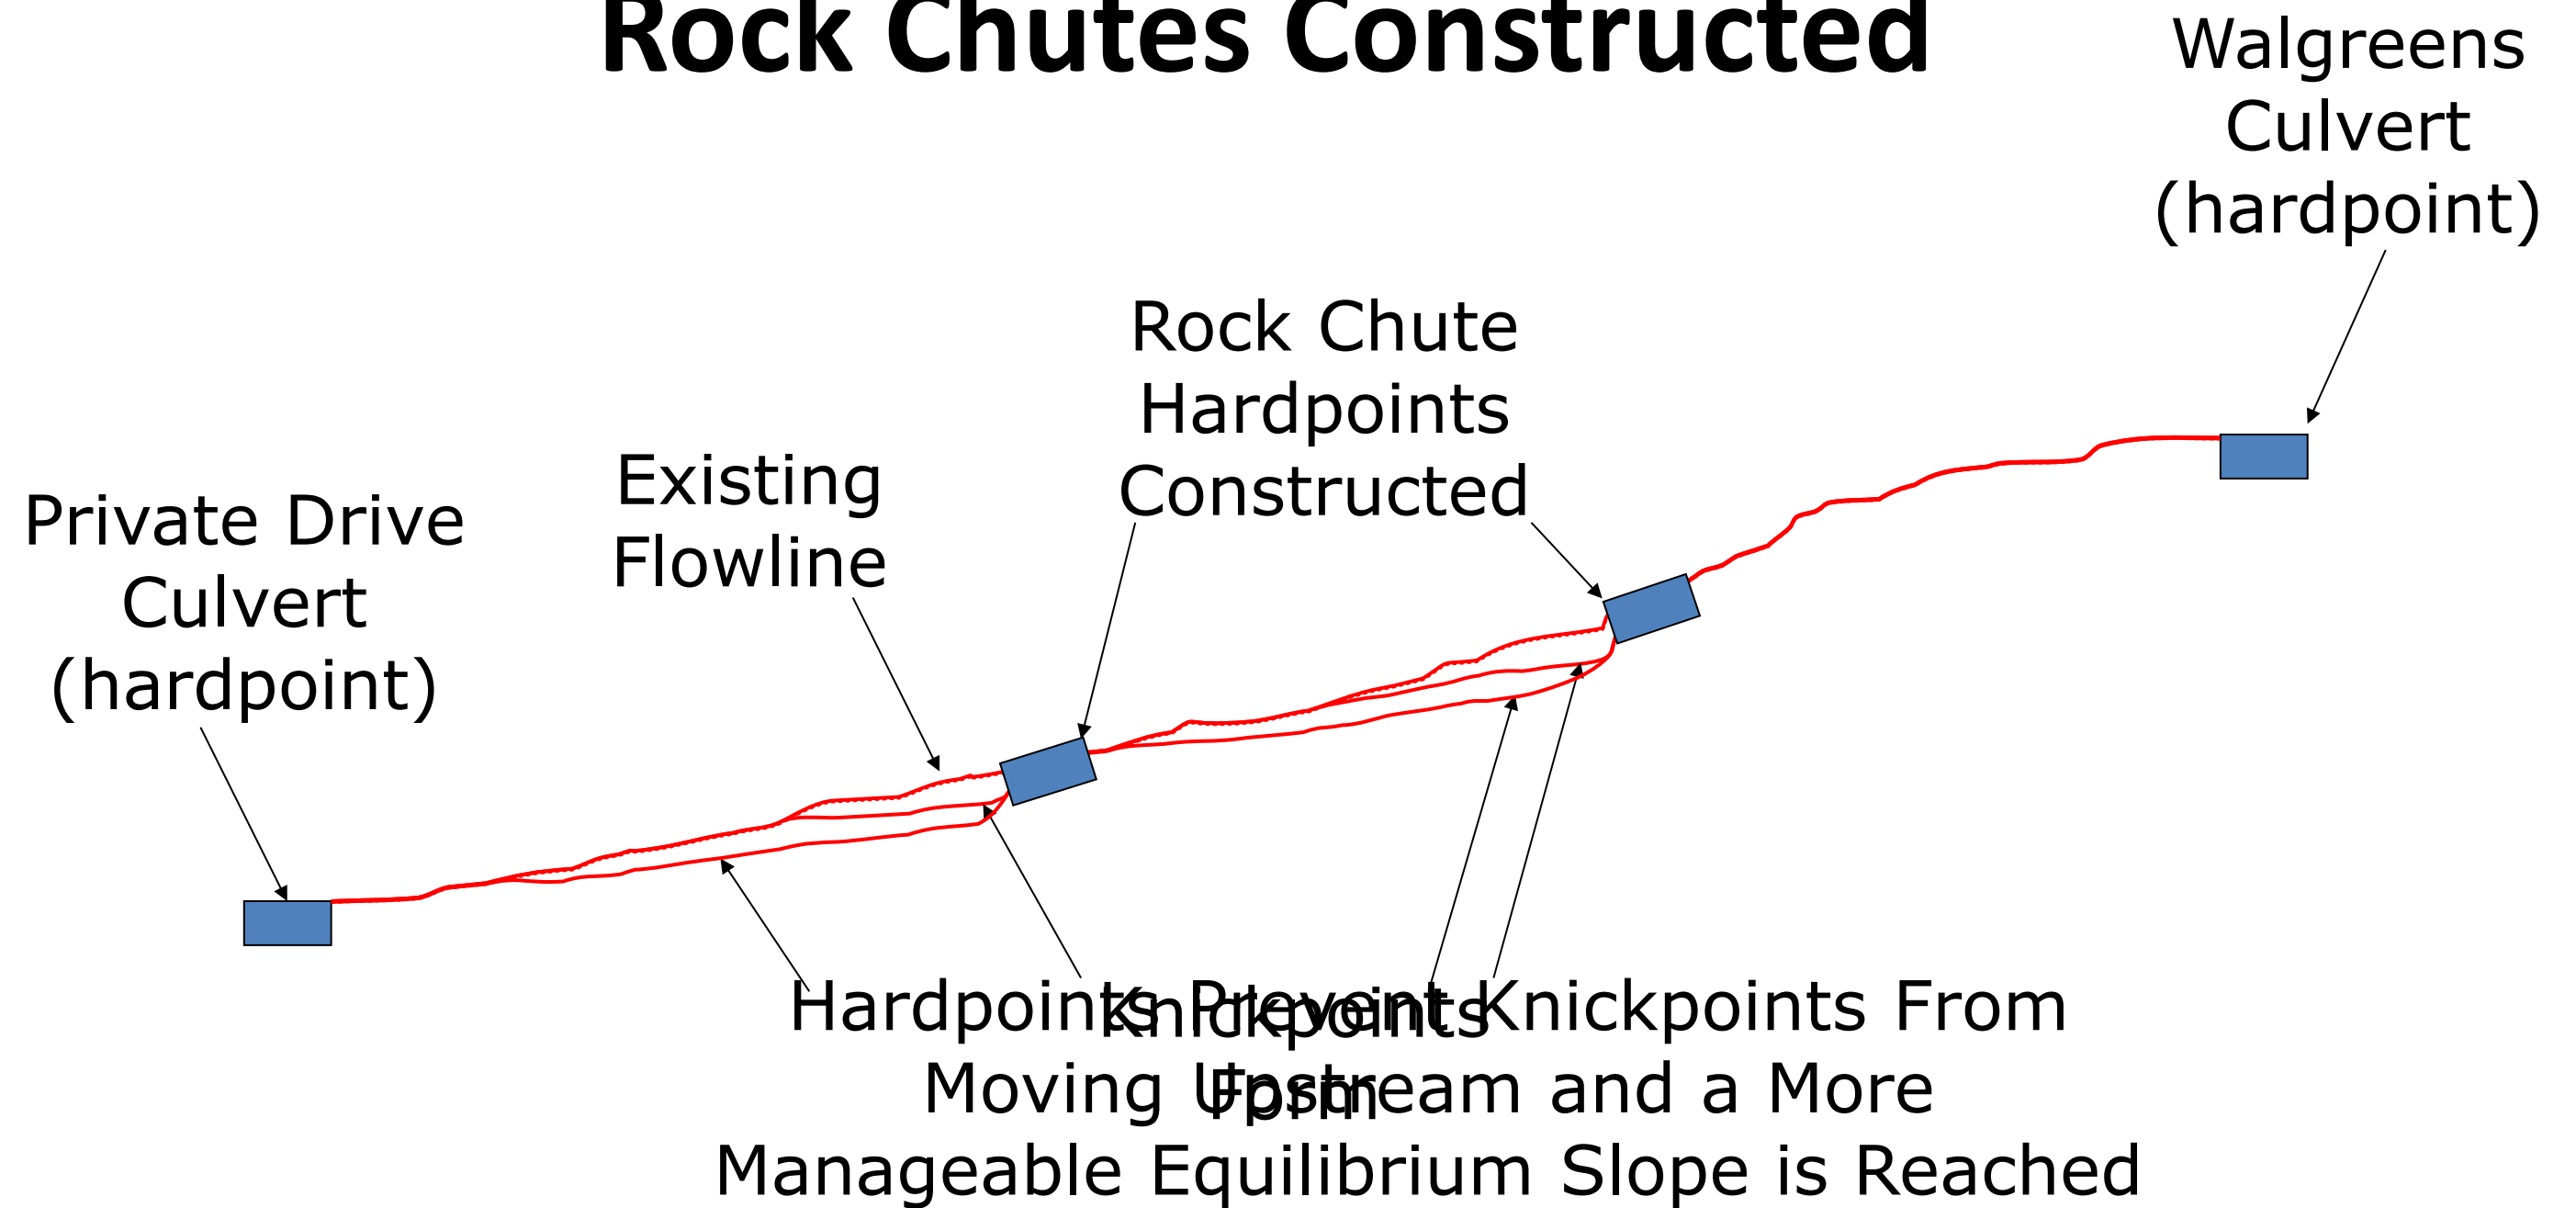 Rock Chutes Constructed
Walgreens
Culvert
(hardpoint)
Rock Chute
Hardpoints
Constructed
Existing
Flowline
Private Drive
Culvert
(hardpoint)
Knickpoints
Form
Hardpoints Prevent Knickpoints From
Moving Upstream and a More
Manageable Equilibrium Slope is Reached